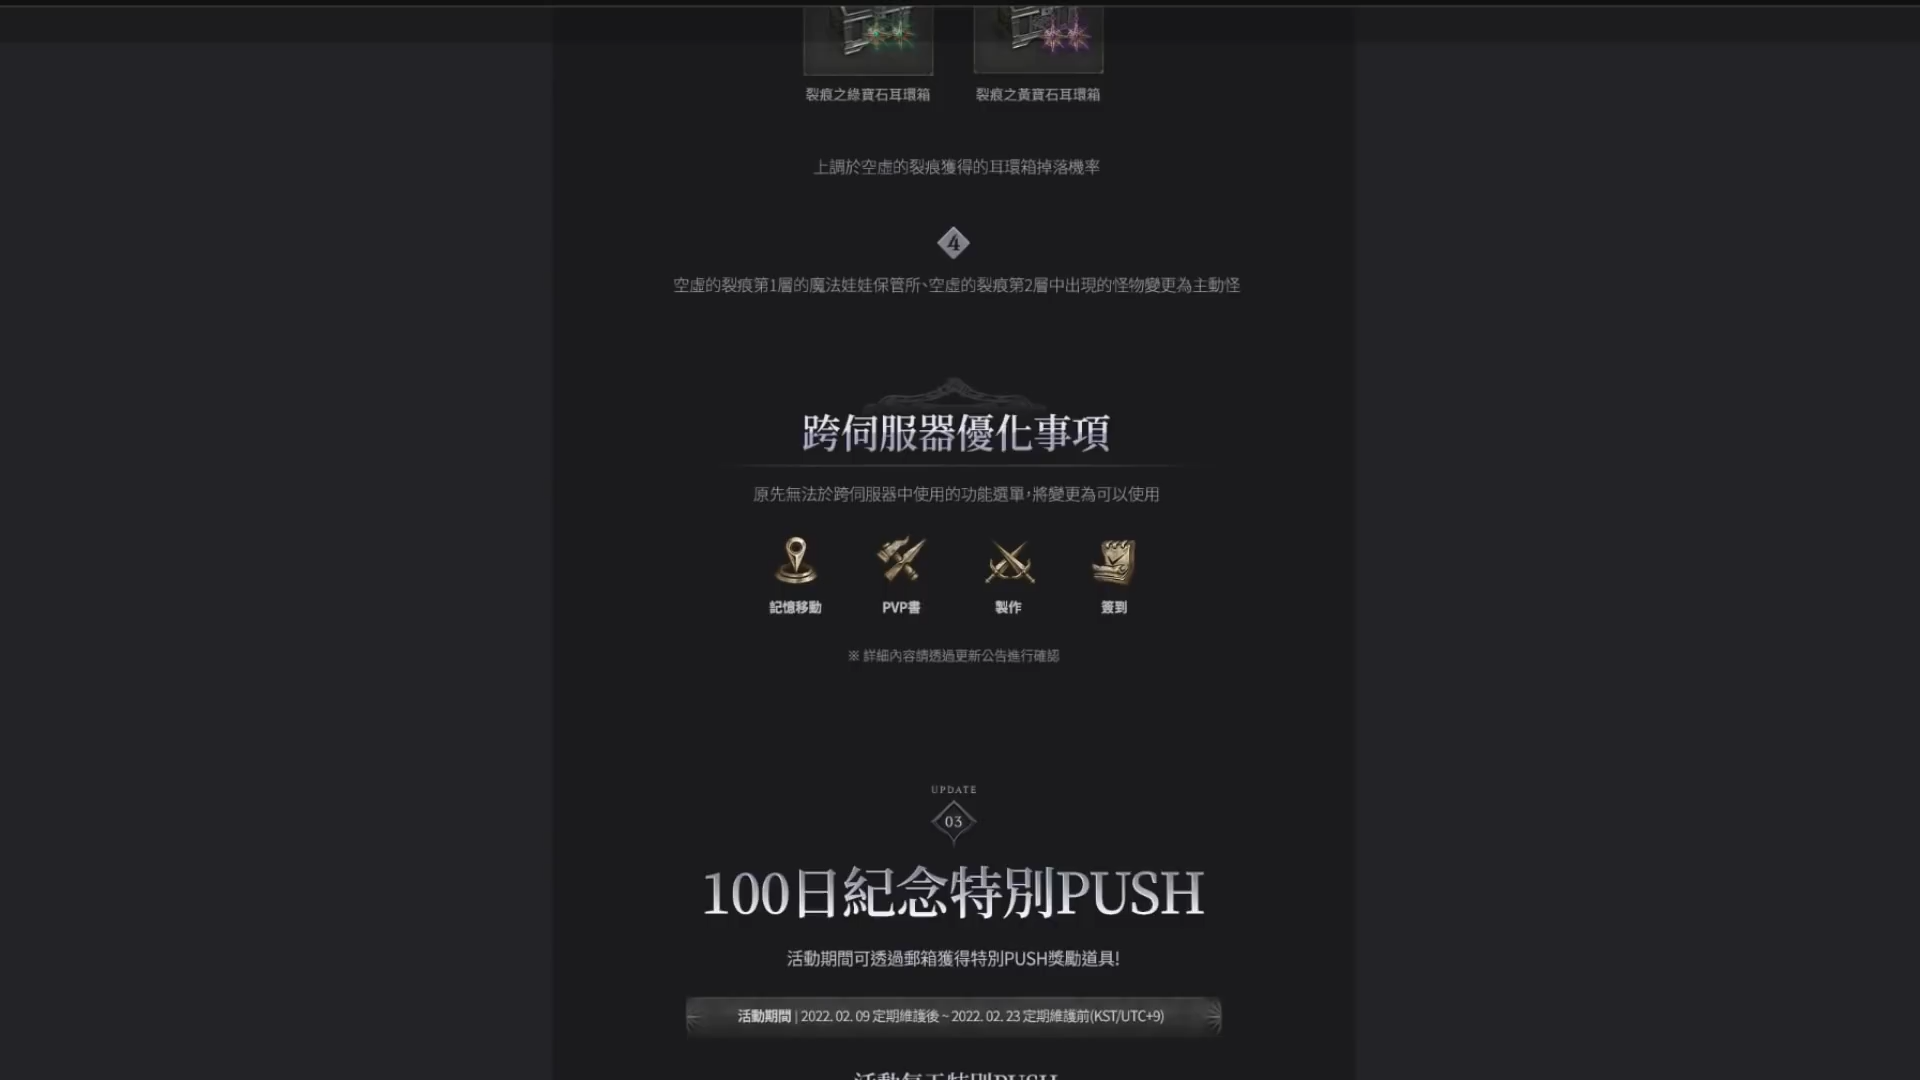 裂痕之綠寶石耳環箱
裂痕之黃寶石耳環箱
上調於空虛的裂痕獲得的耳環箱掉落機率
4
空虛的裂痕第1層的魔法娃娃保管所、空虛的裂痕第2層中出現的怪物變更為主動怪
跨伺服器優化事項
原先無法於跨伺服器中使用的功能選單，將變更為可以使用
記憶移動
PVP書
製作
簽到
※ 詳細內容請透過更新公告進行確認
UPDATE
03
100日紀念特別PUSH
活動期間可透過郵箱獲得特別PUSH獎勵道具!
活動期間 | 2022. 02. 09 定期維護後 ~ 2022. 02. 23 定期維護前(KST/UTC+9)
活動每天特別PUSH